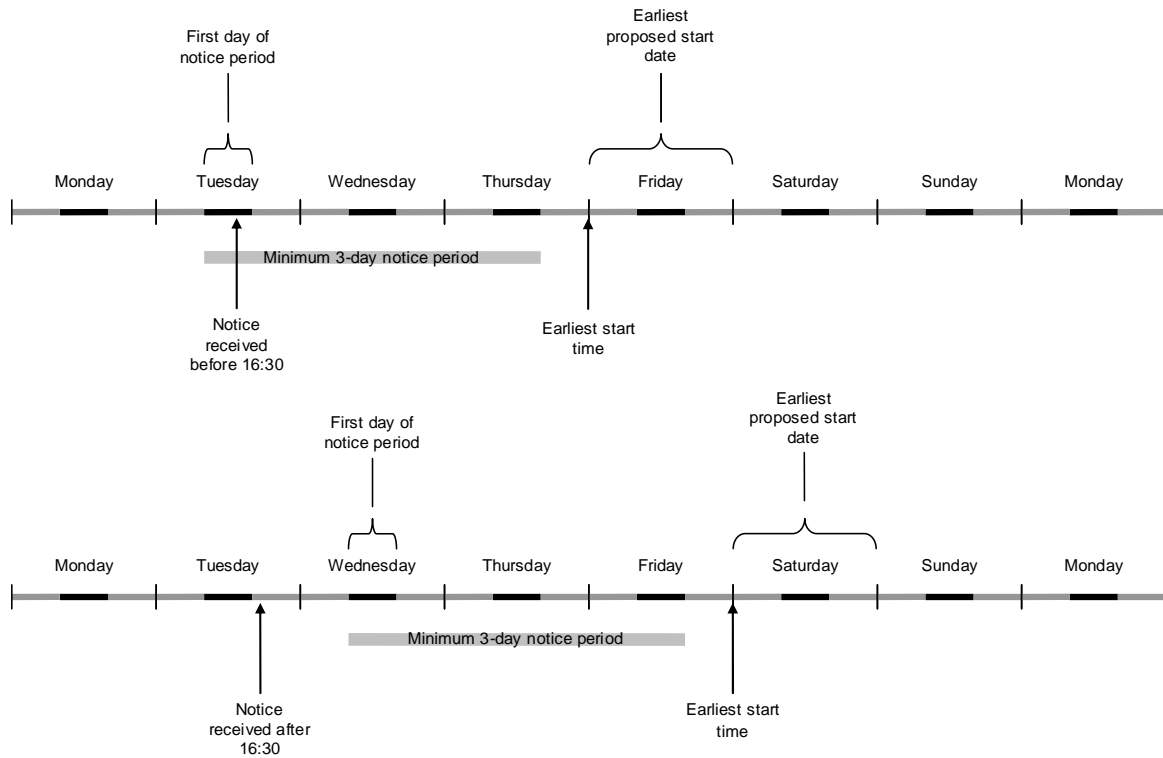 First day of
notice period
Earliest
proposed start
date
Monday Tuesday Wednesday Thursday Friday Saturday Sunday Monday
Minimum 3-day notice period
Notice
received
before 16:30
Earliest start
time
First day of
notice period
Earliest
proposed start
date
Monday Tuesday Wednesday Thursday Friday Saturday Sunday Monday
Minimum 3-day notice period
Notice
received after
16:30
Earliest start
time